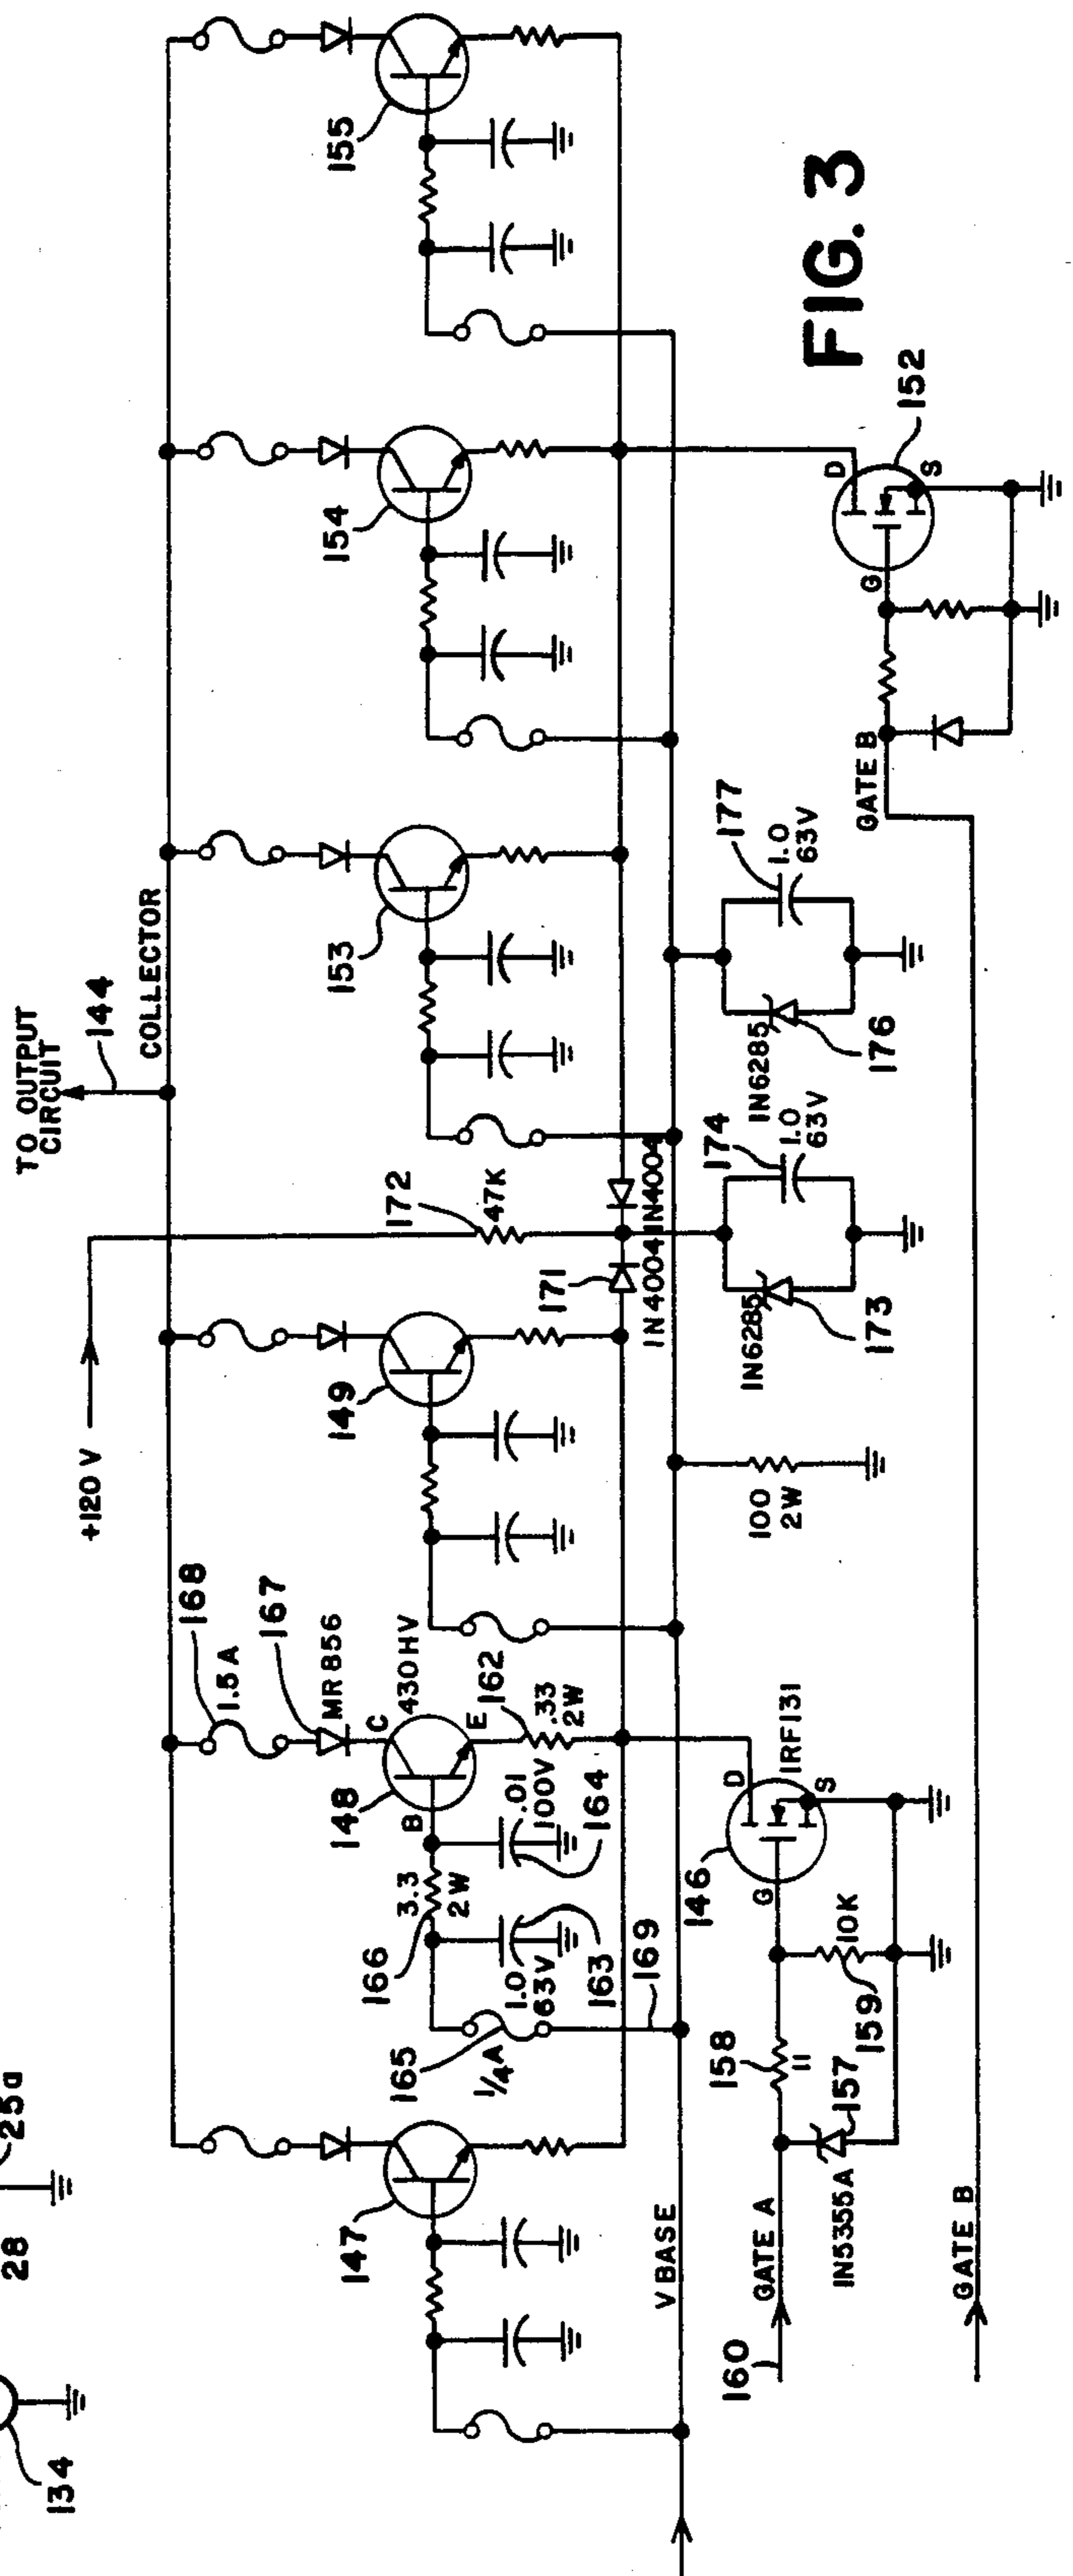 25a
28
134
TO OUTPUT
CIRCUIT
144
COLLECTOR
+120 V
168
1.5 A
167
MR856
C
430HV
148
B
E
162
.33
2W
.01
100V
164
3.3
2W
166
1.0
63V
163
165
1/4 A
169
147
149
172
47K
171
IN4004
IN4004
153
154
155
V BASE
100
2W
IN6285
173
174
1.0
63V
IN6285
176
177
1.0
63V
160
GATE A
IN5355A
157
158
11
159
10K
146
G
D
S
IRF131
GATE B
GATE B
G
D
S
152
FIG. 3